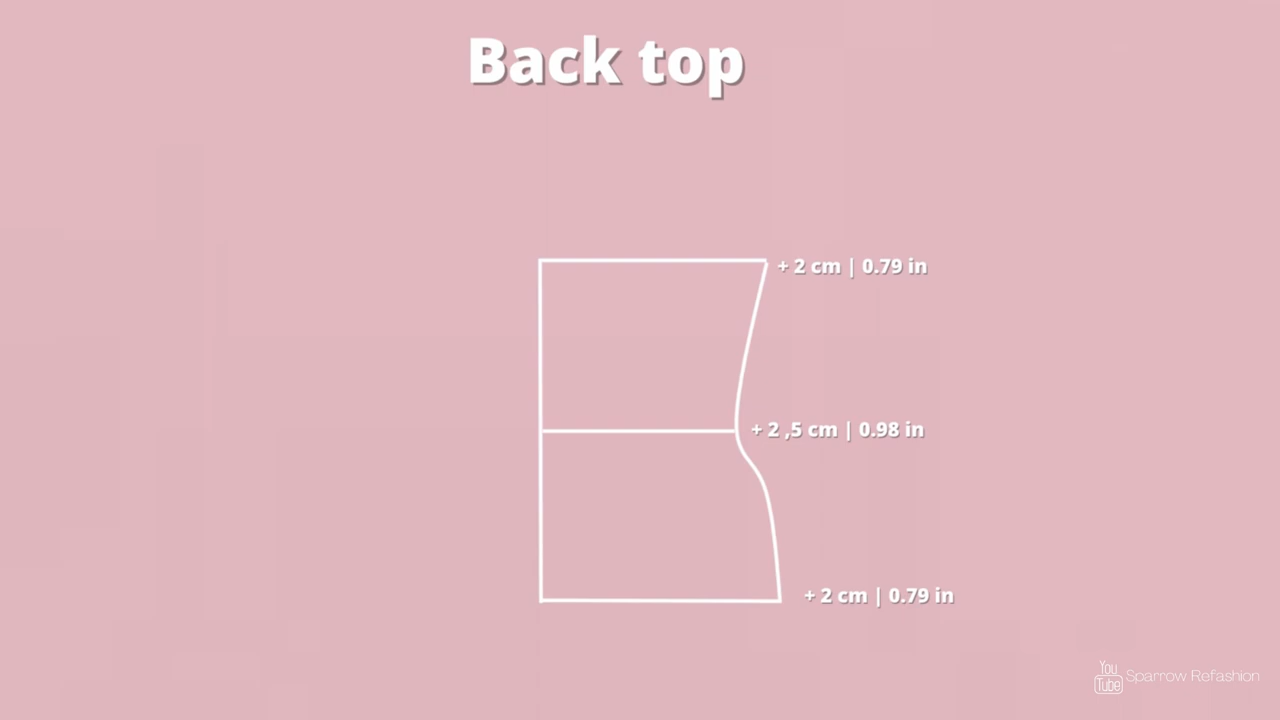 Back top
+ 2 cm | 0.79 in
+ 2 ,5 cm | 0.98 in
+ 2 cm | 0.79 in
You
Tube
Sparrow Refashion